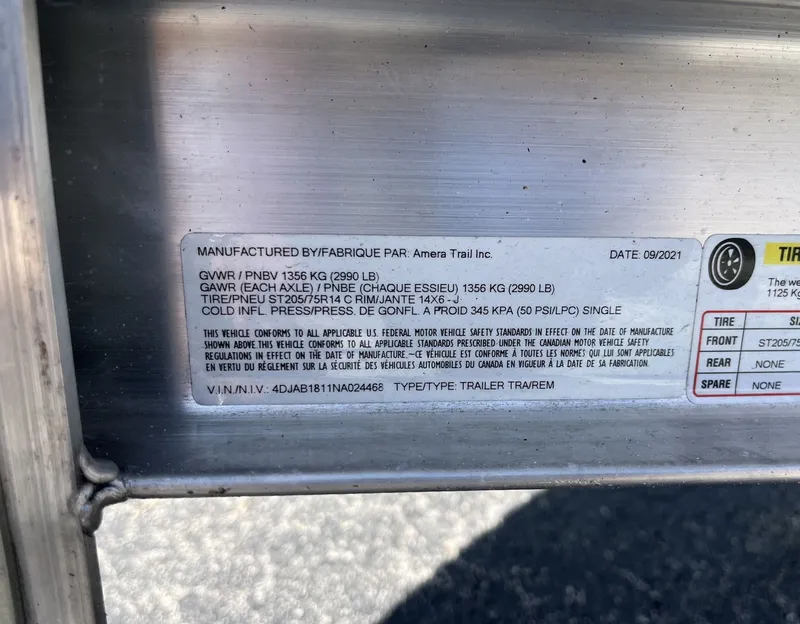 MANUFACTURED BY/FABRIQUE PAR: Amera Trail Inc. DATE: 09/2021
GVWR / PNBV 1356 KG (2990 LB)
GAWR (EACH AXLE) / PNBE (CHAQUE ESSIEU) 1356 KG (2990 LB)
TIRE/PNEU ST205/75R14 C RIM/JANTE 14X6 - J
COLD INFL. PRESS/PRESS. DE GONFL. A FROID 345 KPA (50 PSI/LPC) SINGLE
THIS VEHICLE CONFORMS TO ALL APPLICABLE U.S. FEDERAL MOTOR VEHICLE SAFETY STANDARDS IN EFFECT ON THE DATE OF MANUFACTURE
SHOWN ABOVE.THIS VEHICLE CONFORMS TO ALL APPLICABLE STANDARDS PRESCRIBED UNDER THE CANADIAN MOTOR VEHICLE SAFETY
REGULATIONS IN EFFECT ON THE DATE OF MANUFACTURE.-CE VÉHICULE EST CONFORME À TOUTES LES NORMES QUI LUI SONT APPLICABLES
EN VERTU DU RÈGLEMENT SUR LA SÉCURITÉ DES VÉHICULES AUTOMOBILES DU CANADA EN VIGUEUR À LA DATE DE SA FABRICATION.
V.I.N./N.I.V.: 4DJAB1811NA024468 TYPE/TYPE: TRAILER TRA/REM
TIR
The we
1125 Kg
TIRE SI
FRONT ST205/75
REAR NONE
SPARE NONE